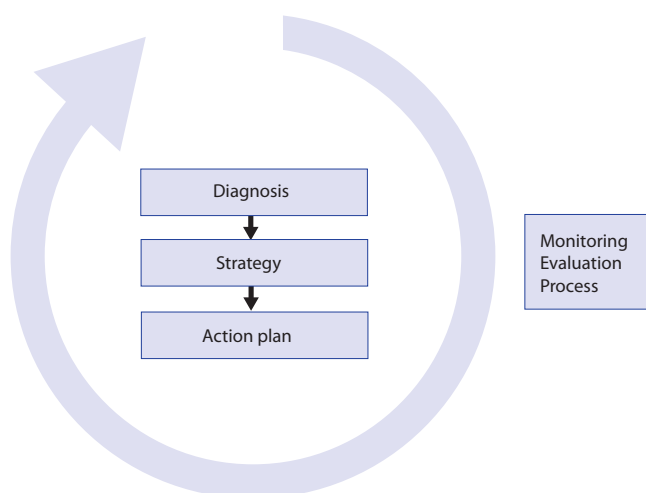 Diagnosis
Strategy
Action plan
Monitoring
Evaluation
Process